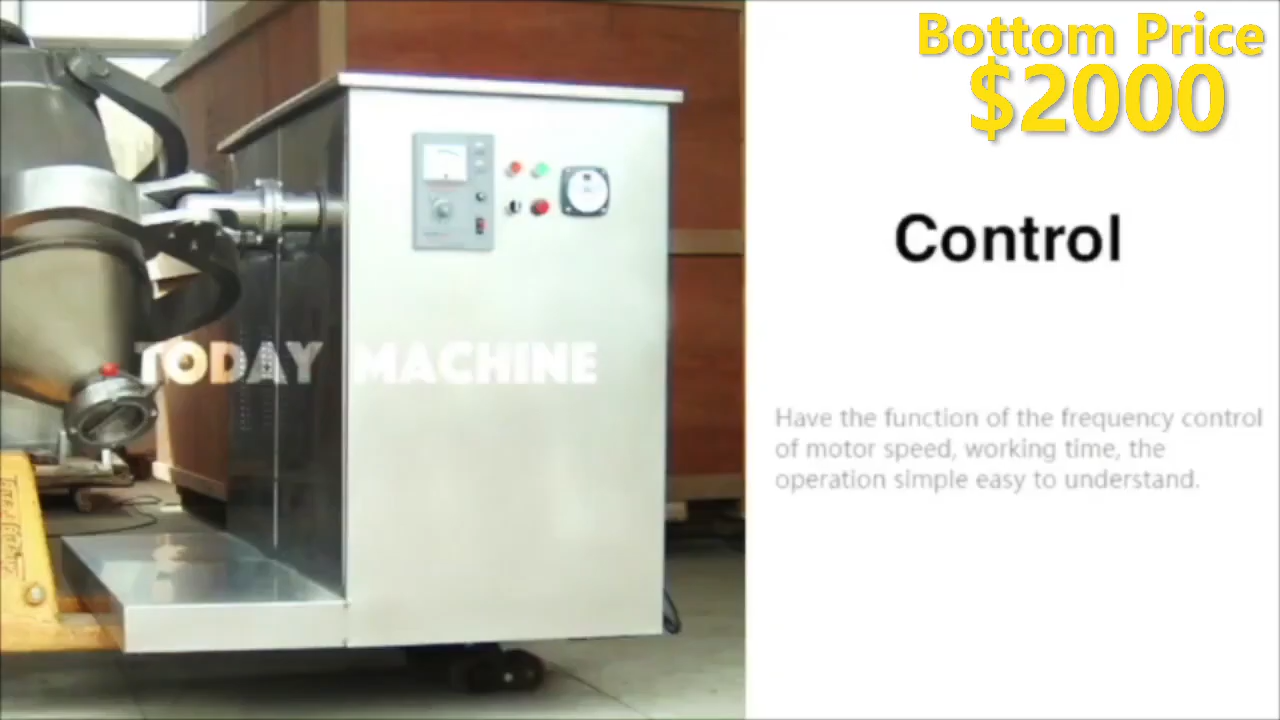 Bottom Price
$2000
Control
TODAY MACHINE
Have the function of the frequency control
of motor speed, working time, the
operation simple easy to understand.